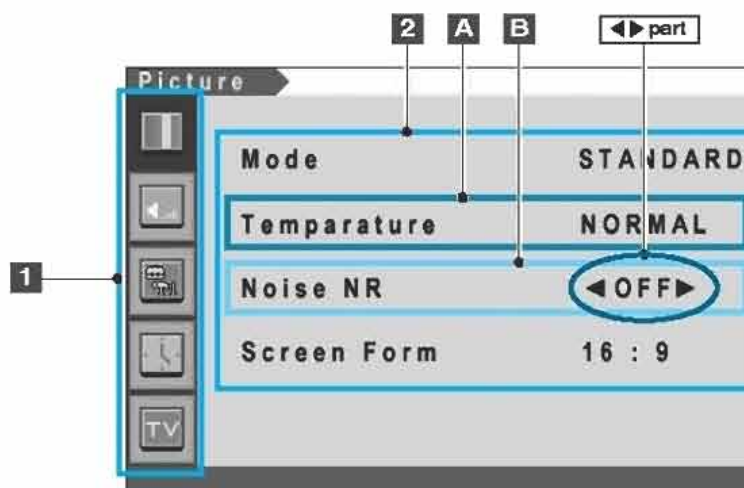 2 A B ◀▶ part
Picture
Mode STANDARD
Temparature NORMAL
1
Noise NR ◀OFF▶
Screen Form 16 : 9
TV